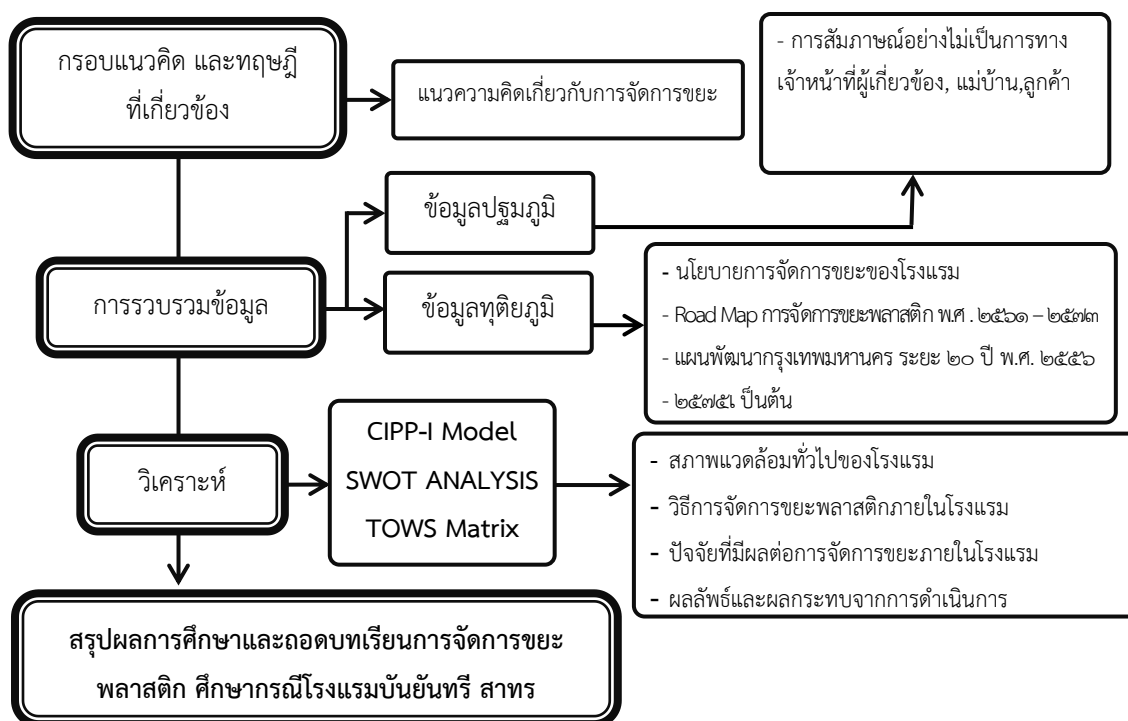 กรอบแนวคิด และทฤษฎี
ที่เกี่ยวข้อง
แนวความคิดเกี่ยวกับการจัดการขยะ
- การสัมภาษณ์อย่างไม่เป็นการทาง
เจ้าหน้าที่ผู้เกี่ยวข้อง, แม่บ้าน,ลูกค้า
การรวบรวมข้อมูล
ข้อมูลปฐมภูมิ
ข้อมูลทุติยภูมิ
- นโยบายการจัดการขยะของโรงแรม
- Road Map การจัดการขยะพลาสติก พ.ศ . ๒๕๖๑ – ๒๕๗๓
- แผนพัฒนากรุงเทพมหานคร ระยะ ๒๐ ปี พ.ศ. ๒๕๕๖
- ๒๕๗๕เ ป็นต้น
วิเคราะห์
CIPP-I Model
SWOT ANALYSIS
TOWS Matrix
- สภาพแวดล้อมทั่วไปของโรงแรม
- วิธีการจัดการขยะพลาสติกภายในโรงแรม
- ปัจจัยที่มีผลต่อการจัดการขยะภายในโรงแรม
- ผลลัพธ์และผลกระทบจากการดำเนินการ
สรุปผลการศึกษาและถอดบทเรียนการจัดการขยะ
พลาสติก ศึกษากรณีโรงแรมบันยันทรี สาทร